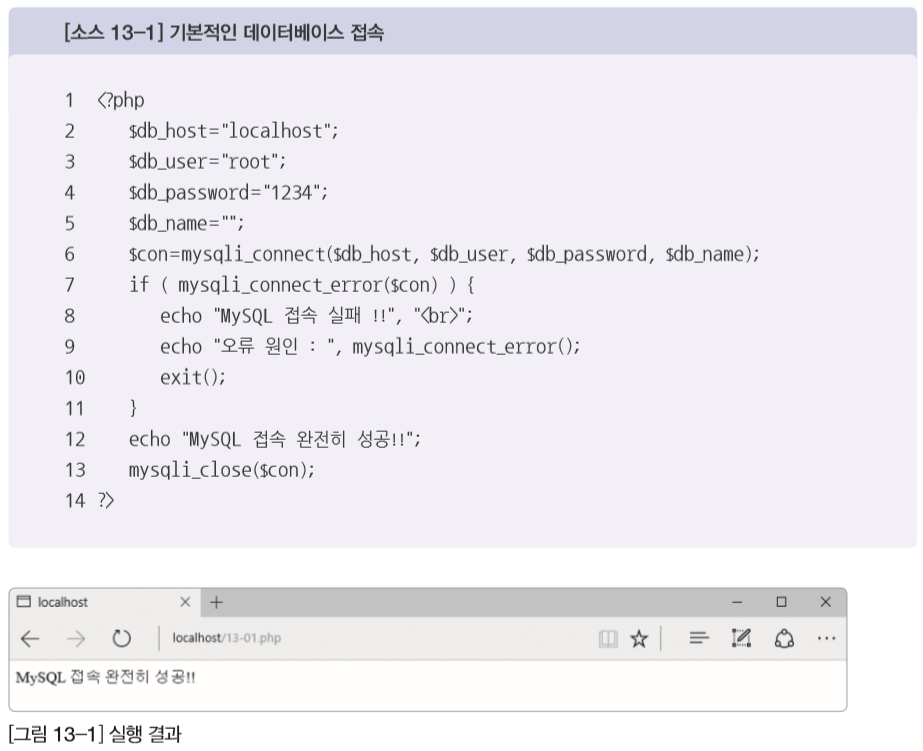 [소스 13-1] 기본적인 데이터베이스 접속
1 <?php
2 $db_host="localhost";
3 $db_user="root";
4 $db_password="1234";
5 $db_name="";
6 $con=mysqli_connect($db_host, $db_user, $db_password, $db_name);
7 if ( mysqli_connect_error($con) ) {
8 echo "MySQL 접속 실패 !!", "<br>";
9 echo "오류 원인 : ", mysqli_connect_error();
10 exit();
11 }
12 echo "MySQL 접속 완전히 성공!!";
13 mysqli_close($con);
14 ?>
localhost
localhost/13-01.php
MySQL 접속 완전히 성공!!
[그림 13-1] 실행 결과